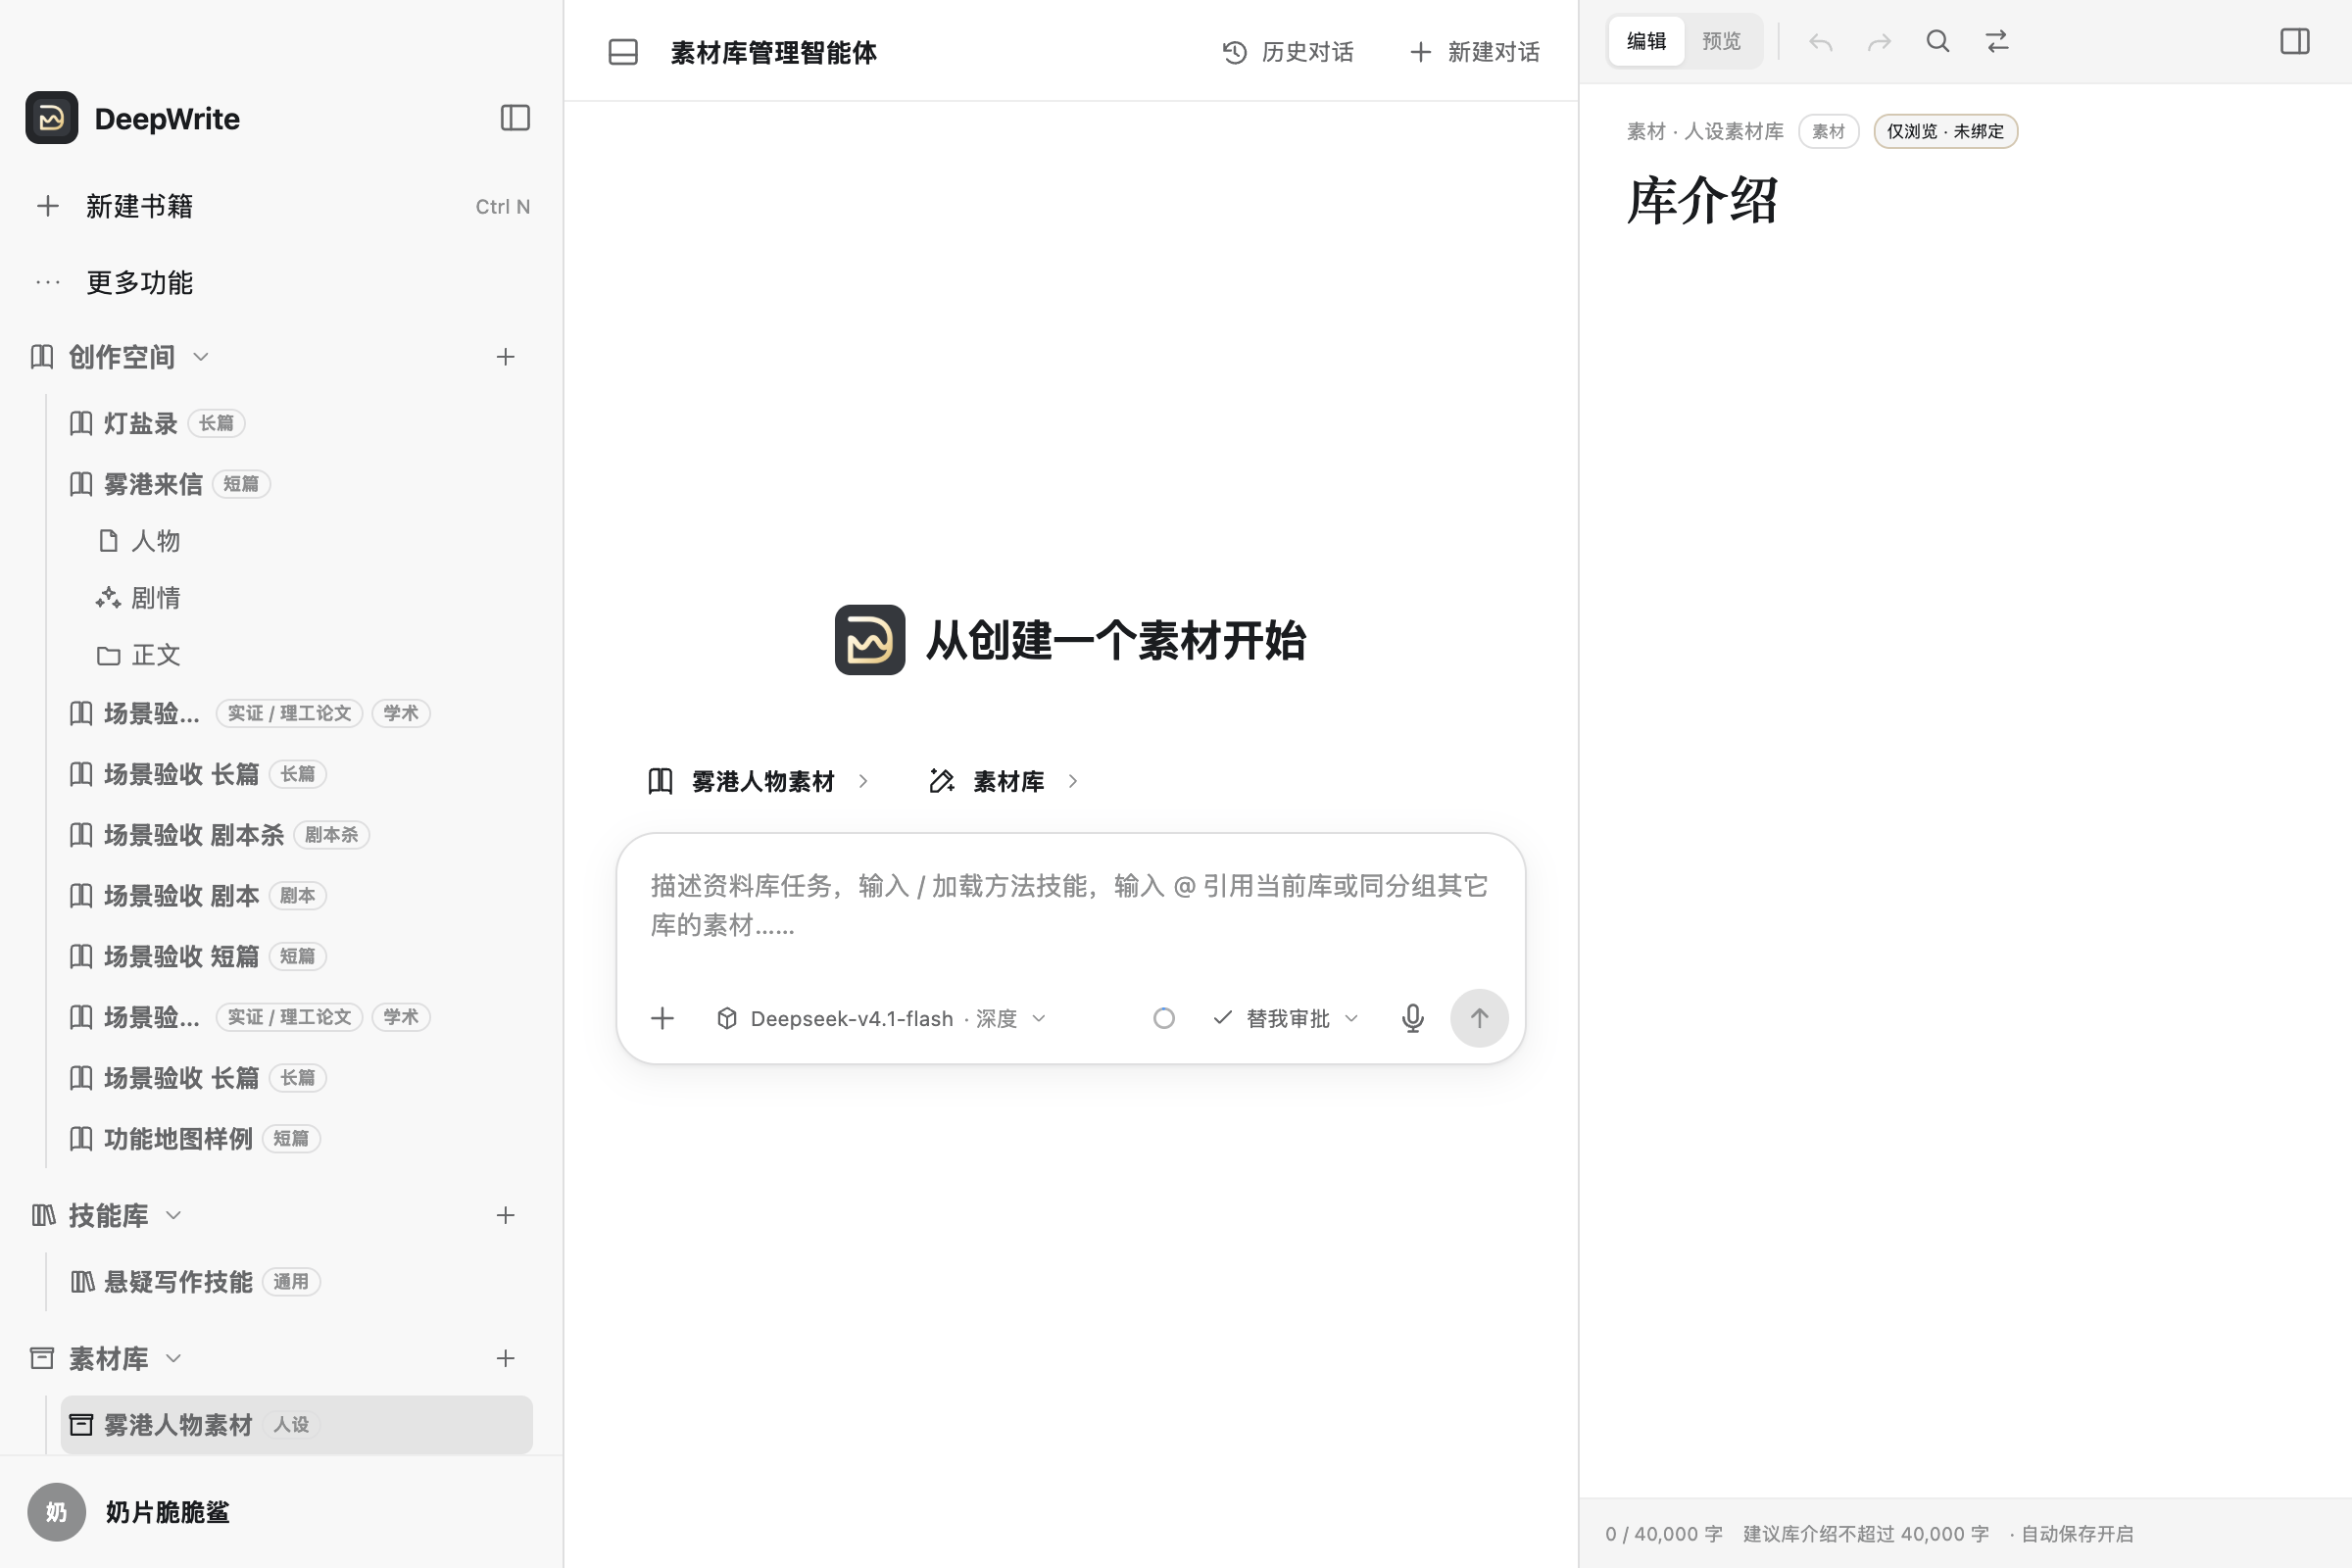 DeepWrite
新建书籍 Ctrl N
更多功能
创作空间
灯盐录 长篇
雾港来信 短篇
人物
剧情
正文
场景验... 实证 / 理工论文 学术
场景验收 长篇 长篇
场景验收 剧本杀 剧本杀
场景验收 剧本 剧本
场景验收 短篇 短篇
场景验... 实证 / 理工论文 学术
场景验收 长篇 长篇
功能地图样例 短篇
技能库
悬疑写作技能 通用
素材库
雾港人物素材 人设
奶 奶片脆脆鲨
素材库管理智能体 历史对话 新建对话
从创建一个素材开始
雾港人物素材 素材库
描述资料库任务，输入 / 加载方法技能，输入 @ 引用当前库或同分组其它
库的素材......
Deepseek-v4.1-flash · 深度 替我审批
编辑 预览
素材 · 人设素材库 素材 仅浏览 · 未绑定
库介绍
0 / 40,000 字 建议库介绍不超过 40,000 字 · 自动保存开启